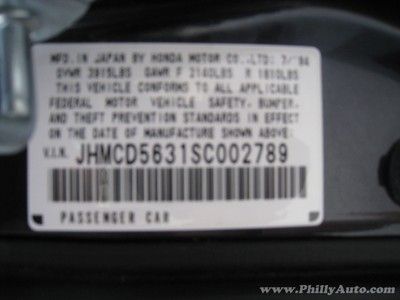 MFD. IN JAPAN BY HONDA MOTOR CO., LTD: 7/'94
GVWR 3815LBS GAWR F 2140LBS R 1810LBS
THIS VEHICLE CONFORMS TO ALL APPLICABLE
FEDERAL MOTOR VEHICLE SAFETY, BUMPER,
AND THEFT PREVENTION STANDARDS IN EFFECT
ON THE DATE OF MANUFACTURE SHOWN ABOVE.
V.I.N. JHMCD5631SC002789
PASSENGER CAR
www.PhillyAuto.com